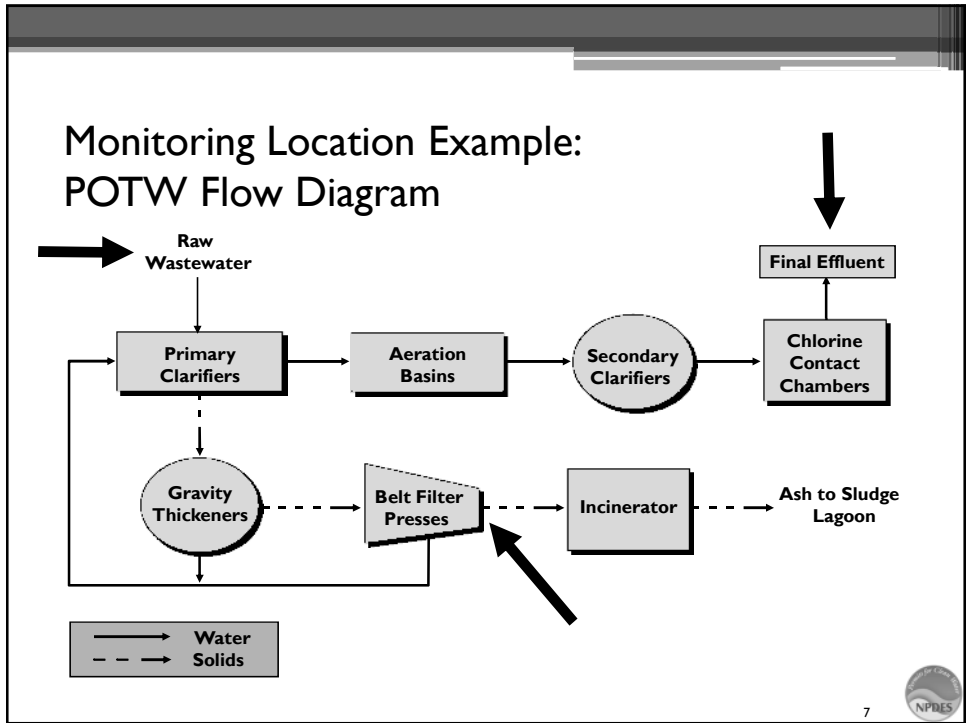 Monitoring Location Example:
POTW Flow Diagram
Raw
Wastewater
Final Effluent
Primary
Clarifiers
Aeration
Basins
Secondary
Clarifiers
Chlorine
Contact
Chambers
Gravity
Thickeners
Belt Filter
Presses
Incinerator
Ash to Sludge
Lagoon
Water
Solids
7
NPDES